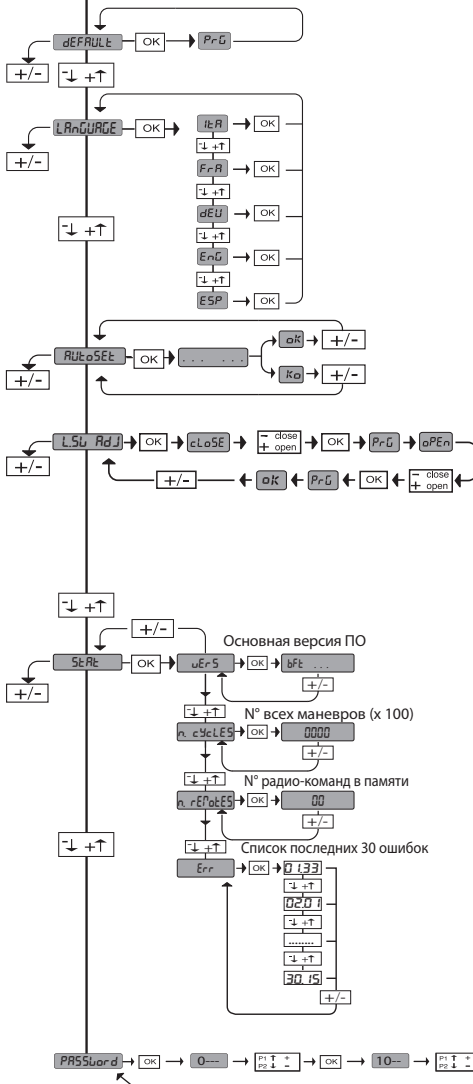 dEFAULt OK PrG
+/-
-↓ +↑
LAnGUAGE OK ItA OK
+/-
-↓ +↑
FrA OK
-↓ +↑
dEU OK
-↓ +↑
-↓ +↑
EnG OK
-↓ +↑
ESP OK
AUtoSEt OK . . . . . . ok +/-
+/-
Ko +/-
L.SW AdJ OK cLoSE - close + open OK PrG oPEn
+/-
+/- ok PrG OK - close + open
-↓ +↑
+/-
Основная версия ПО
StAt OK vErS OK bFt ...
+/-
+/-
-↓ +↑
N° всех маневров (x 100)
n. cYcLES OK 0000
+/-
-↓ +↑
N° радио-команд в памяти
n. rEMotES OK 00
+/-
-↓ +↑
-↓ +↑
Список последних 30 ошибок
Err OK 01.33
-↓ +↑
02.01
-↓ +↑
........
-↓ +↑
30.15
+/-
PASSword OK 0--- P1 ↑ + P2 ↓ - OK 10-- P1 ↑ + P2 ↓ -